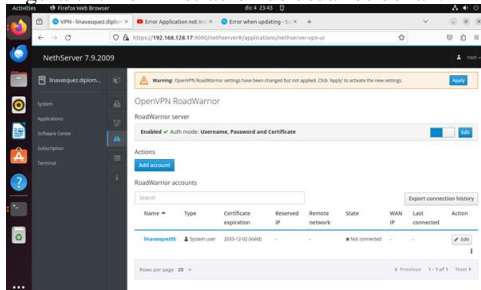 Activities
Firefox Web Browser
dic 4 23:43
VPN - linavasquez.diplom
Error Application not inst
Error when updating - Su
https://192.168.128.17:9090/nethserver#/applications/nethserver-vpn-ui
NethServer 7.9.2009
root
linavasquez.diplom...
System
Applications
Software Center
Subscription
Terminal
Warning: OpenVPN RoadWarrior settings have been changed but not applied. Click 'Apply' to activate the new settings.
Apply
OpenVPN RoadWarrior
RoadWarrior server
Enabled ✔ Auth mode: Username, Password and Certificate
Edit
Actions
Add account
RoadWarrior accounts
Search
Export connection history
Name Type Certificate expiration Reserved IP Remote network State WAN IP Last connected Action
linavasquez05 System user 2033-12-02 (Valid) - - Not connected - - Edit
Rows per page 25
Previous 1 - 1 of 1 Next